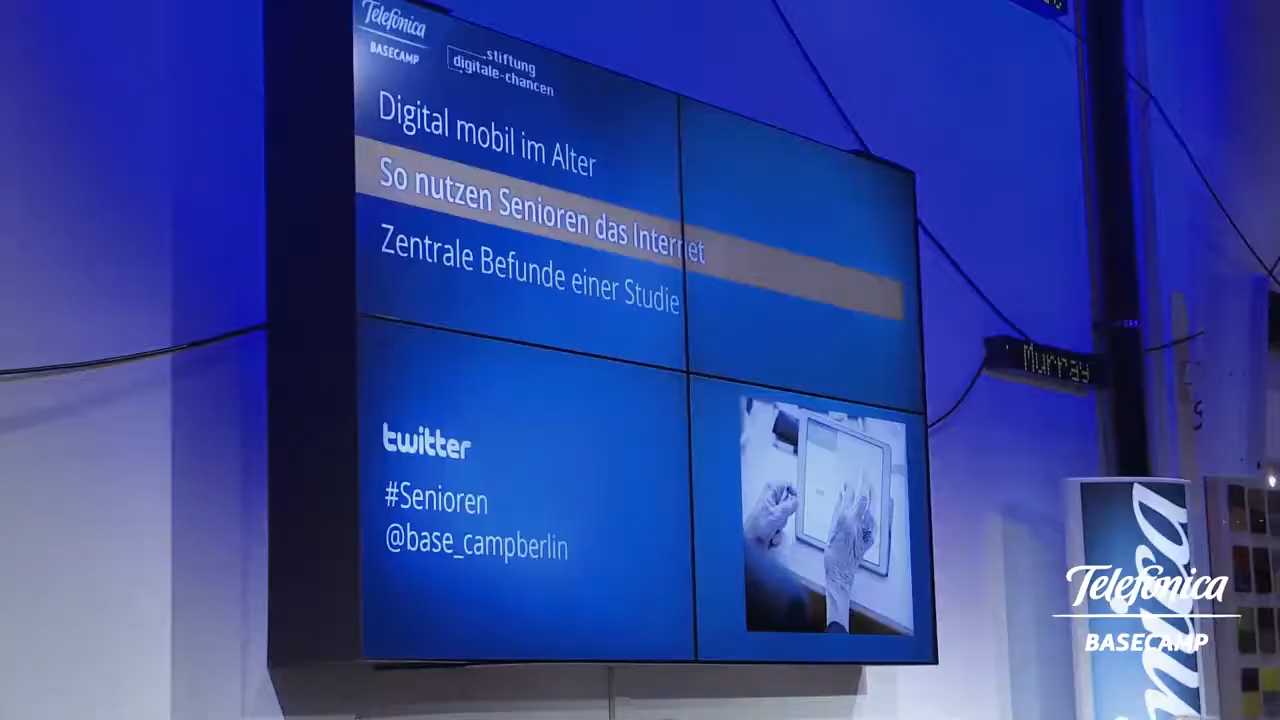 Telefónica
BASECAMP
stiftung
digitale-chancen
Digital mobil im Alter
So nutzen Senioren das Internet
Zentrale Befunde einer Studie
twitter
#Senioren
@base_campberlin
Murray
Telefónica
BASECAMP